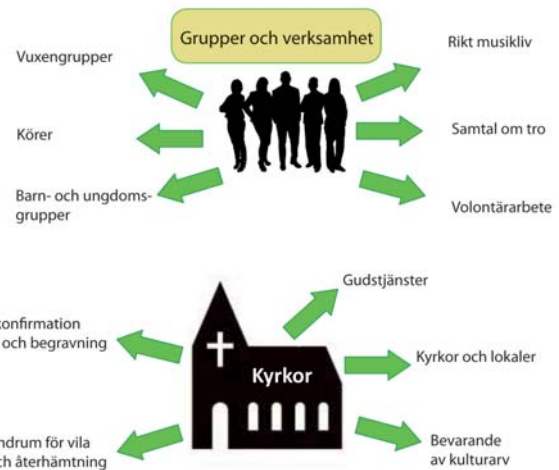 Grupper och verksamhet
Vuxengrupper
Rikt musikliv
Körer
Samtal om tro
Barn- och ungdoms-
grupper
Volontärarbete
Gudstjänster
konfirmation
och begravning
Kyrkor
Kyrkor och lokaler
för vila
återhämtning
Bevarande
av kulturarv